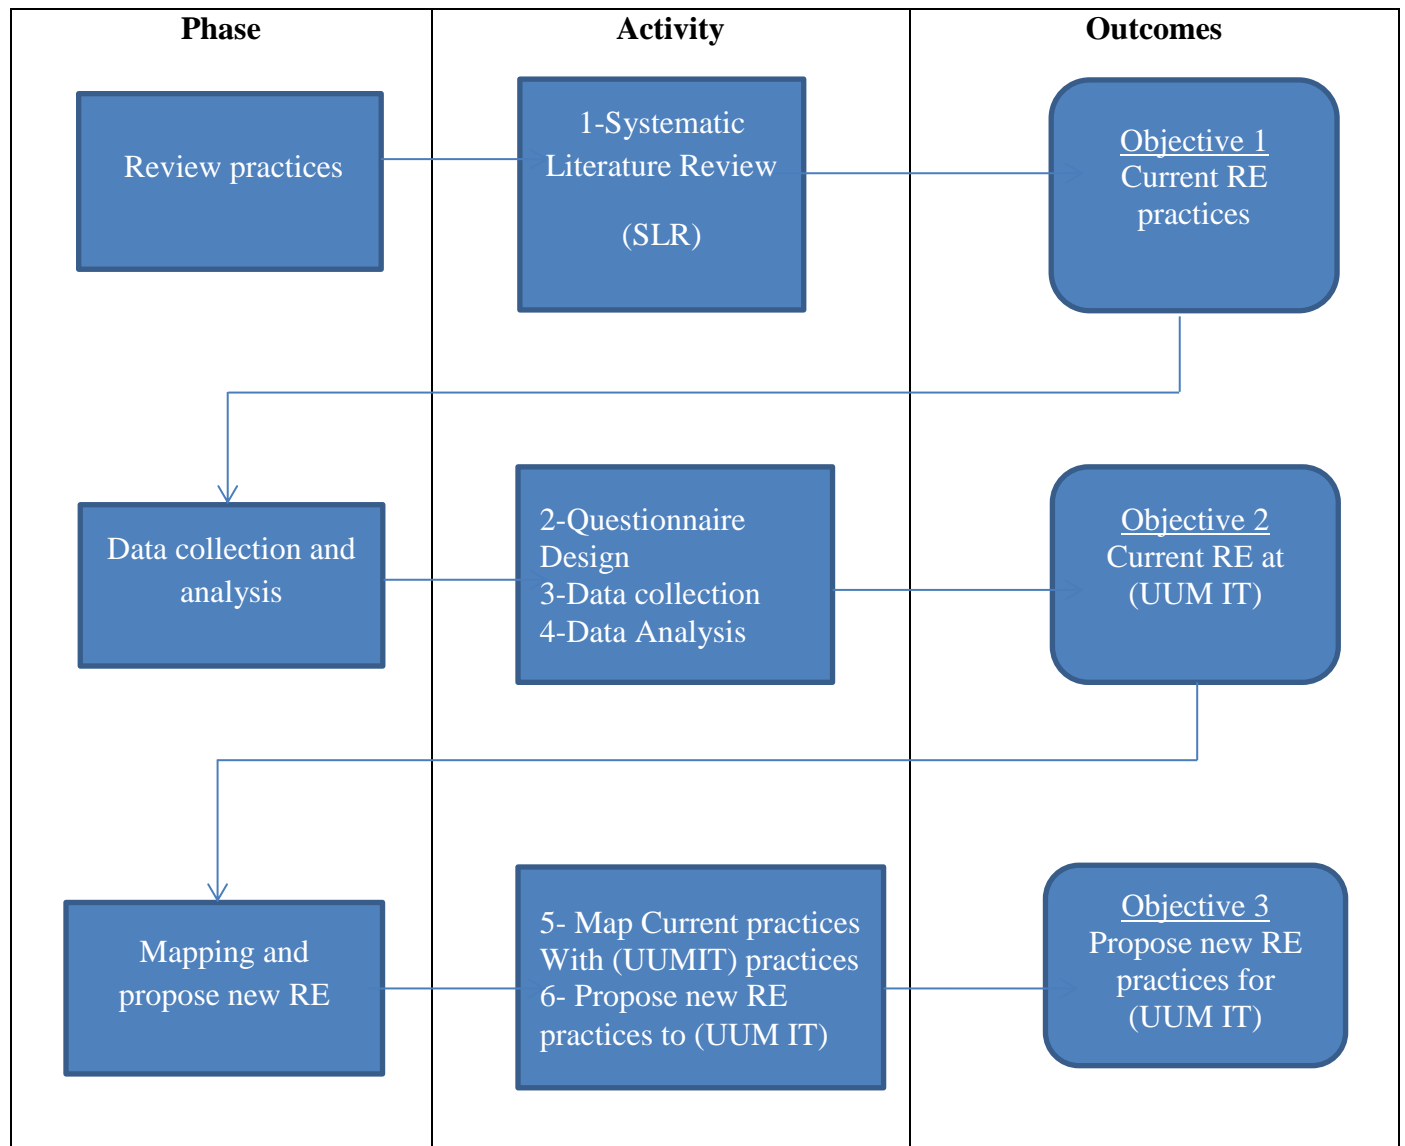 Phase
Activity
Outcomes
Review practices
1-Systematic
Literature Review
(SLR)
Objective 1
Current RE
practices
Data collection and
analysis
2-Questionnaire
Design
3-Data collection
4-Data Analysis
Objective 2
Current RE at
(UUM IT)
Mapping and
propose new RE
5- Map Current practices
With (UUMIT) practices
6- Propose new RE
practices to (UUM IT)
Objective 3
Propose new RE
practices for
(UUM IT)